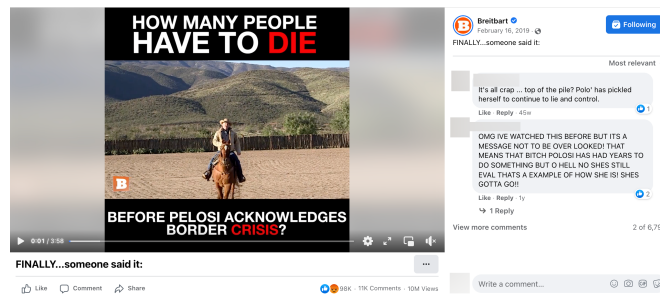 HOW MANY PEOPLE
HAVE TO DIE
B
BEFORE PELOSI ACKNOWLEDGES
BORDER CRISIS?
0:01 / 3:58
FINALLY...someone said it:
Like Comment Share
98K · 11K Comments · 10M Views
Breitbart
February 16, 2019 ·
Following
FINALLY...someone said it:
Most relevant
It's all crap ... top of the pile? Polo' has pickled
herself to continue to lie and control.
1
Like · Reply · 45w
OMG IVE WATCHED THIS BEFORE BUT ITS A
MESSAGE NOT TO BE OVER LOOKED! THAT
MEANS THAT BITCH POLOSI HAS HAD YEARS TO
DO SOMETHING BUT O HELL NO SHES STILL
EVAL THATS A EXAMPLE OF HOW SHE IS! SHES
GOTTA GO!!
2
Like · Reply · 1y
1 Reply
View more comments
2 of 6,79
Write a comment...
GIF